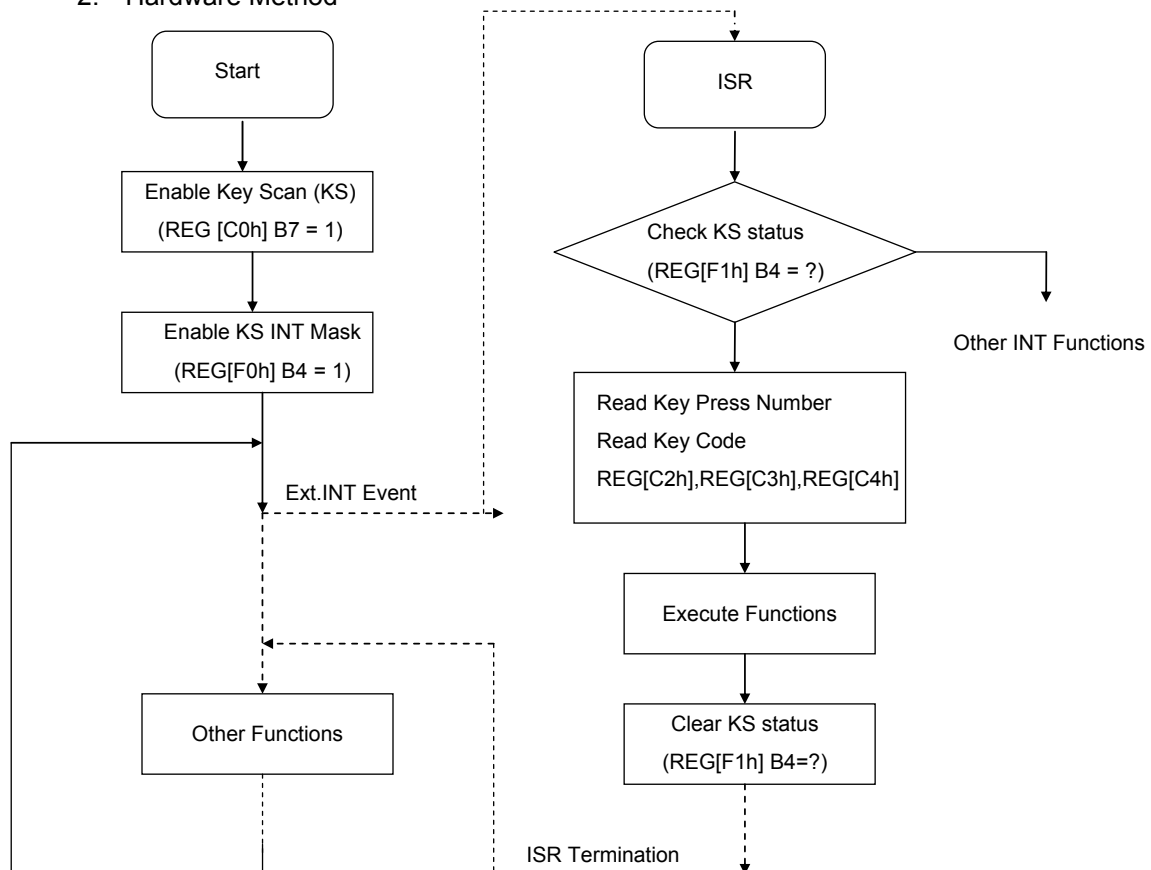 2. Hardware Method
Start
Enable Key Scan (KS)
(REG [C0h] B7 = 1)
Enable KS INT Mask
(REG[F0h] B4 = 1)
Ext.INT Event
Other Functions
ISR
Check KS status
(REG[F1h] B4 = ?)
Other INT Functions
Read Key Press Number
Read Key Code
REG[C2h],REG[C3h],REG[C4h]
Execute Functions
Clear KS status
(REG[F1h] B4=?)
ISR Termination